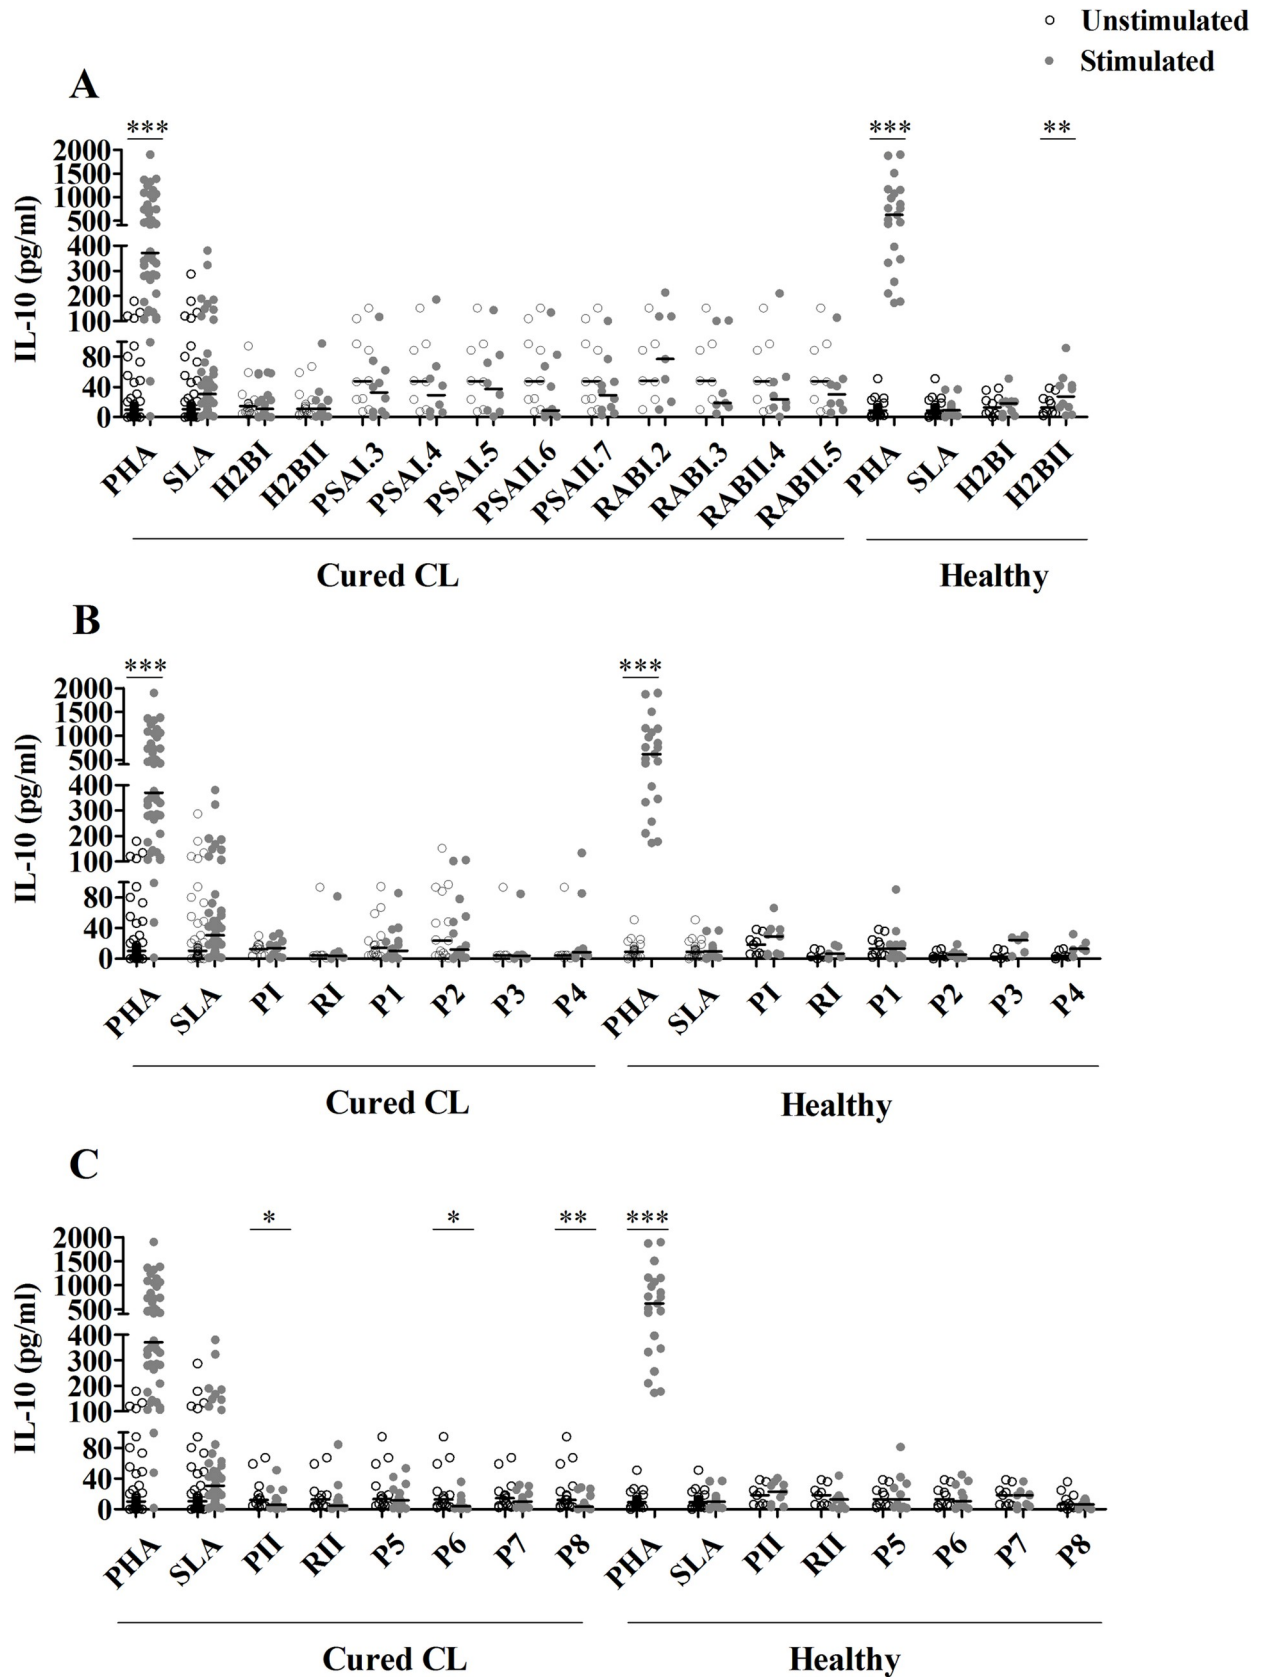 Unstimulated
Stimulated
A
*** *** **
IL-10 (pg/ml)
2000
1500
1000
500
400
300
200
100
80
40
0
PHA SLA H2BI H2BII PSAI.3 PSAI.4 PSAI.5 PSAII.6 PSAII.7 RABI.2 RABI.3 RABII.4 RABII.5 PHA SLA H2BI H2BII
Cured CL Healthy
B
*** ***
IL-10 (pg/ml)
2000
1500
1000
500
400
300
200
100
80
40
0
PHA SLA PI RI P1 P2 P3 P4 PHA SLA PI RI P1 P2 P3 P4
Cured CL Healthy
C
* * ** ***
IL-10 (pg/ml)
2000
1500
1000
500
400
300
200
100
80
40
0
PHA SLA PII RII P5 P6 P7 P8 PHA SLA PII RII P5 P6 P7 P8
Cured CL Healthy